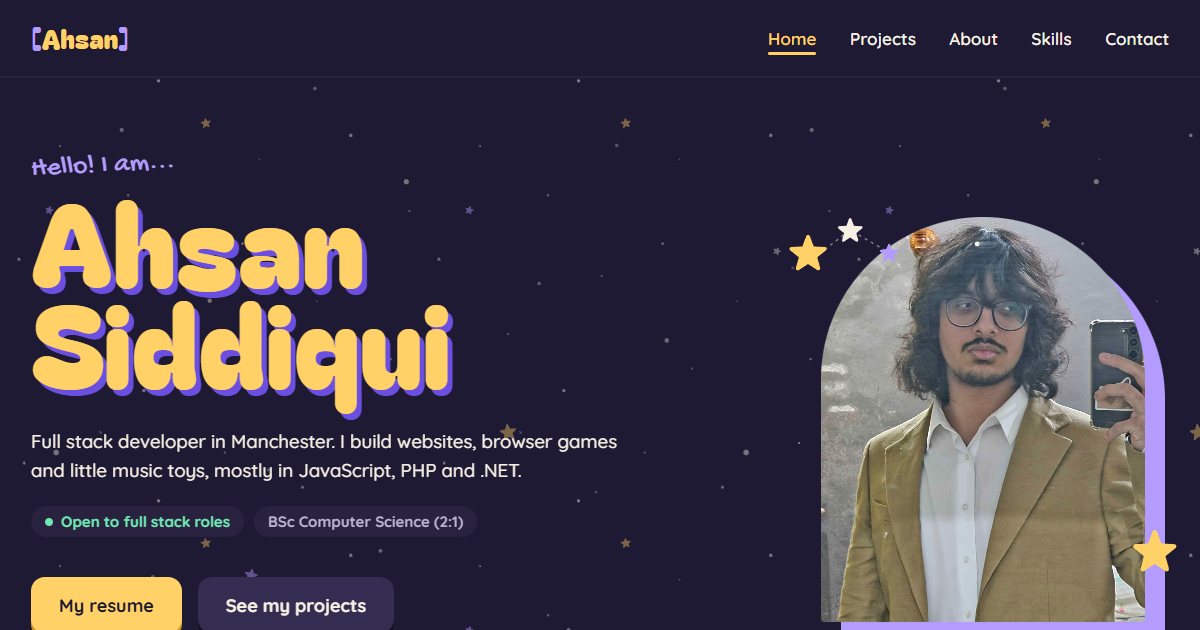 [Ahsan]
Home Projects About Skills Contact
Hello! I am...
Ahsan
Siddiqui
Full stack developer in Manchester. I build websites, browser games
and little music toys, mostly in JavaScript, PHP and .NET.
Open to full stack roles BSc Computer Science (2:1)
My resume See my projects